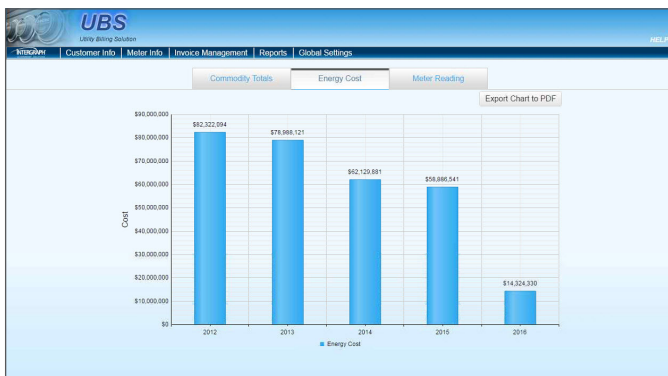 UBS
Utility Billing Solution
HELP
INTERGRAPH Customer Info Meter Info Invoice Management Reports Global Settings
Commodity Totals Energy Cost Meter Reading
Export Chart to PDF
$90,000,000
$82,322,094
$78,988,121
$80,000,000
$70,000,000
$62,129,881
$58,886,541
$60,000,000
$50,000,000
Cost
$40,000,000
$30,000,000
$20,000,000
$14,324,330
$10,000,000
$0
2012 2013 2014 2015 2016
Energy Cost